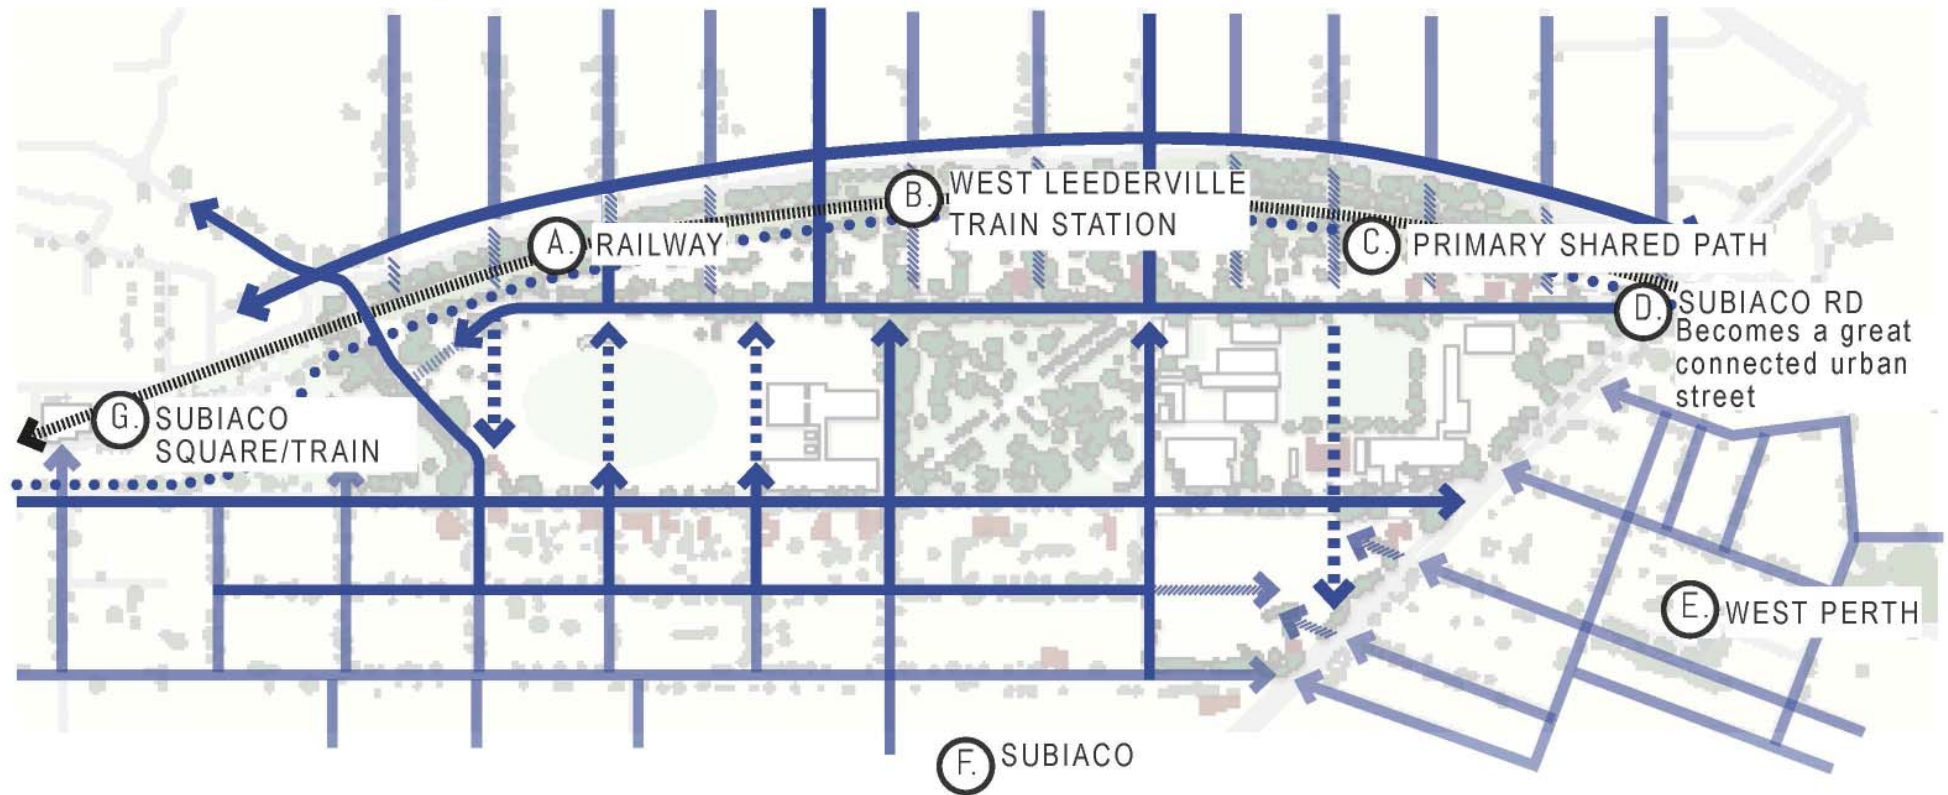 A. RAILWAY
B. WEST LEEDERVILLE
TRAIN STATION
C. PRIMARY SHARED PATH
D. SUBIACO RD
Becomes a great
connected urban
street
G. SUBIACO
SQUARE/TRAIN
E. WEST PERTH
F. SUBIACO